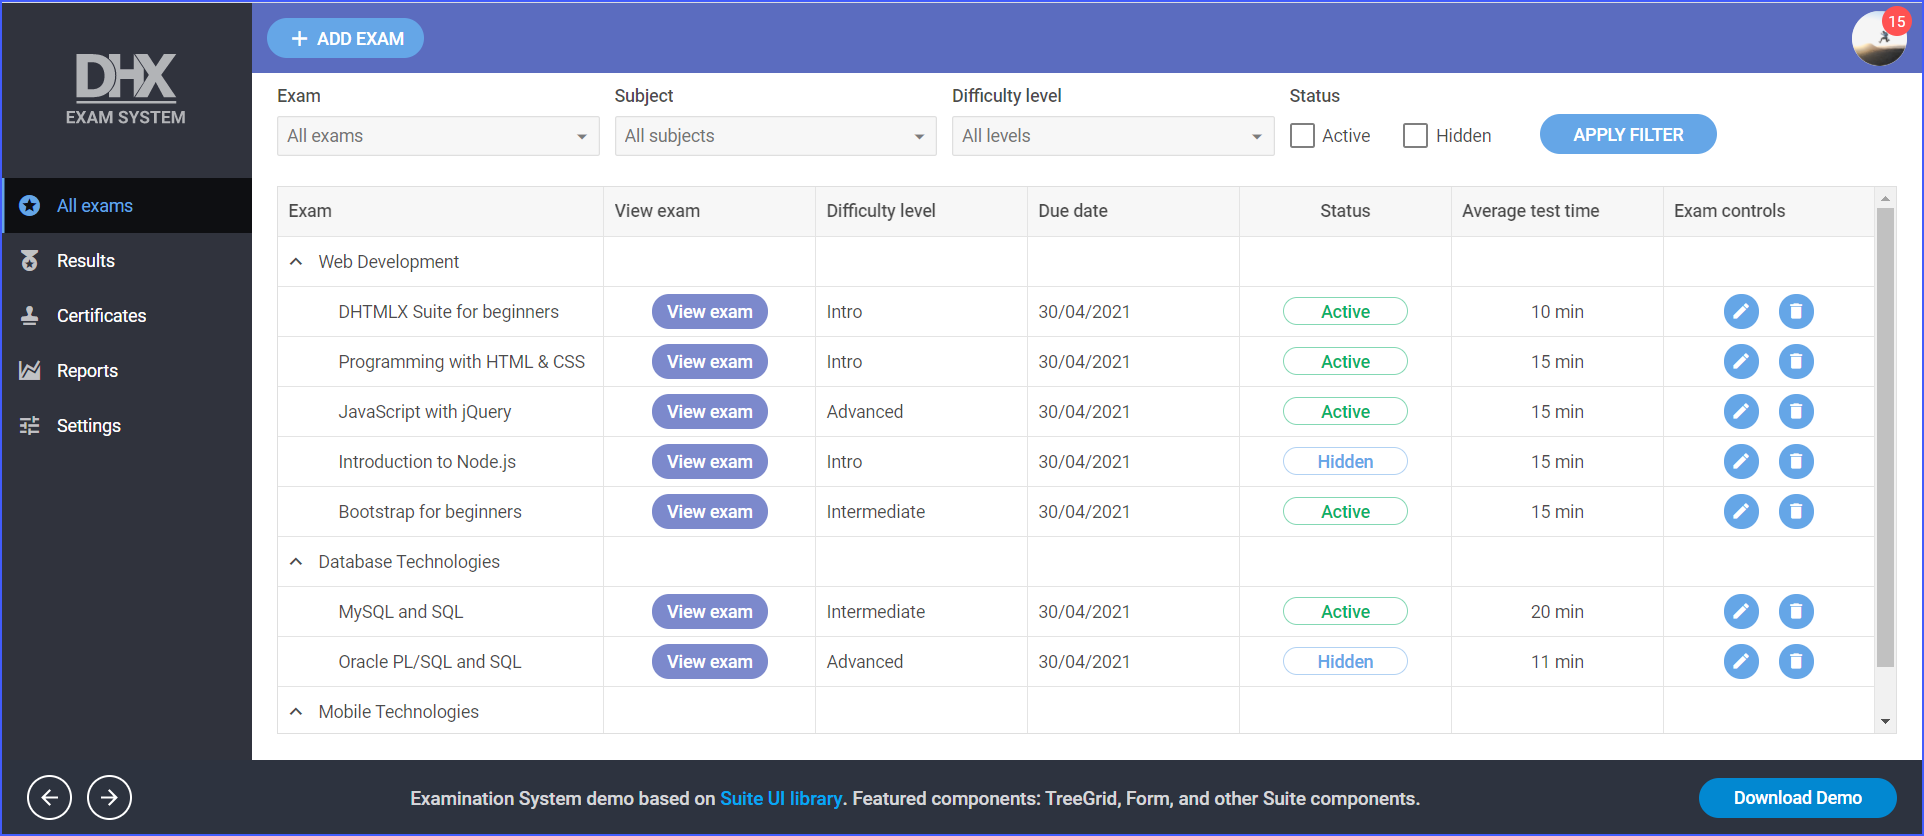 DHX
EXAM SYSTEM
All exams
Results
Certificates
Reports
Settings
ADD EXAM
15
Exam Subject Difficulty level Status
All exams All subjects All levels Active Hidden APPLY FILTER
Exam View exam Difficulty level Due date Status Average test time Exam controls
Web Development
DHTMLX Suite for beginners View exam Intro 30/04/2021 Active 10 min
Programming with HTML & CSS View exam Intro 30/04/2021 Active 15 min
JavaScript with jQuery View exam Advanced 30/04/2021 Active 15 min
Introduction to Node.js View exam Intro 30/04/2021 Hidden 15 min
Bootstrap for beginners View exam Intermediate 30/04/2021 Active 15 min
Database Technologies
MySQL and SQL View exam Intermediate 30/04/2021 Active 20 min
Oracle PL/SQL and SQL View exam Advanced 30/04/2021 Hidden 11 min
Mobile Technologies
Examination System demo based on Suite UI library. Featured components: TreeGrid, Form, and other Suite components.
Download Demo